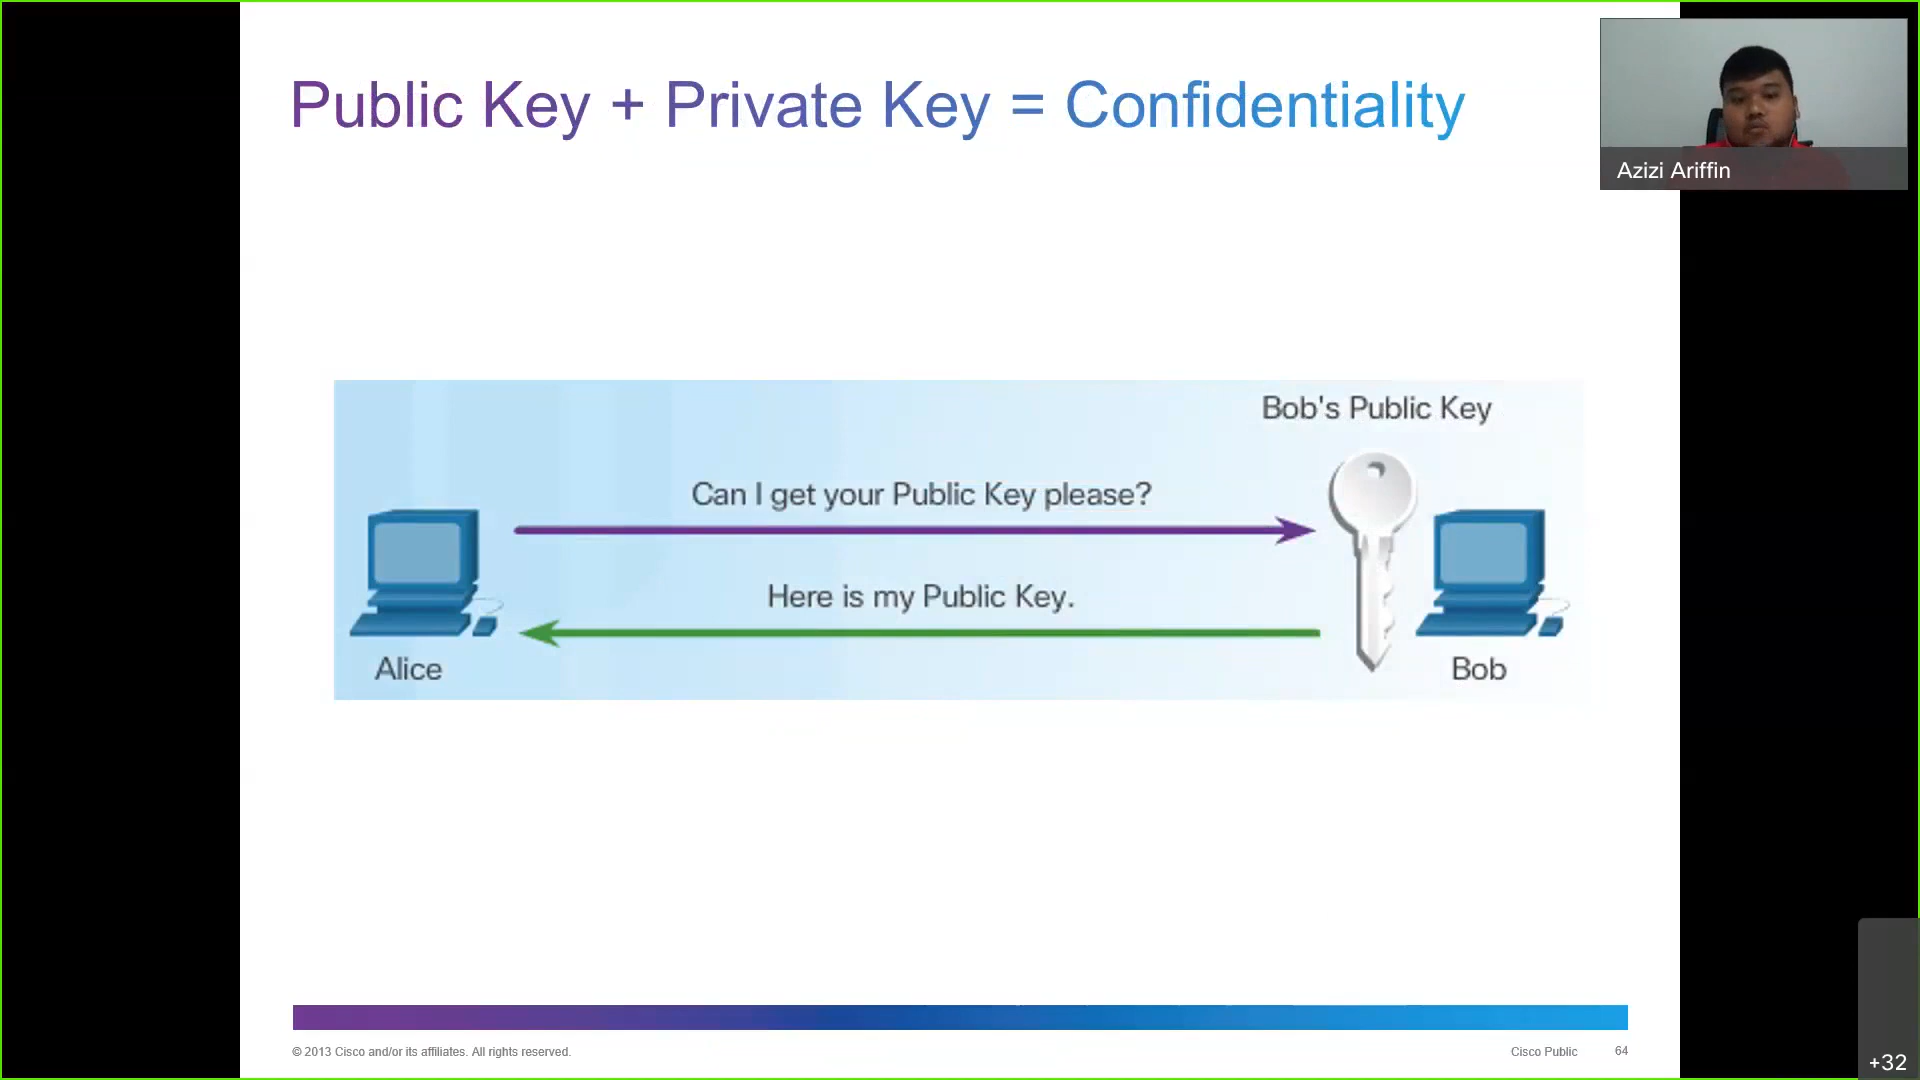 Public Key + Private Key = Confidentiality
Azizi Ariffin
Bob's Public Key
Can I get your Public Key please?
Here is my Public Key.
Alice
Bob
© 2013 Cisco and/or its affiliates. All rights reserved.
Cisco Public
64
+32